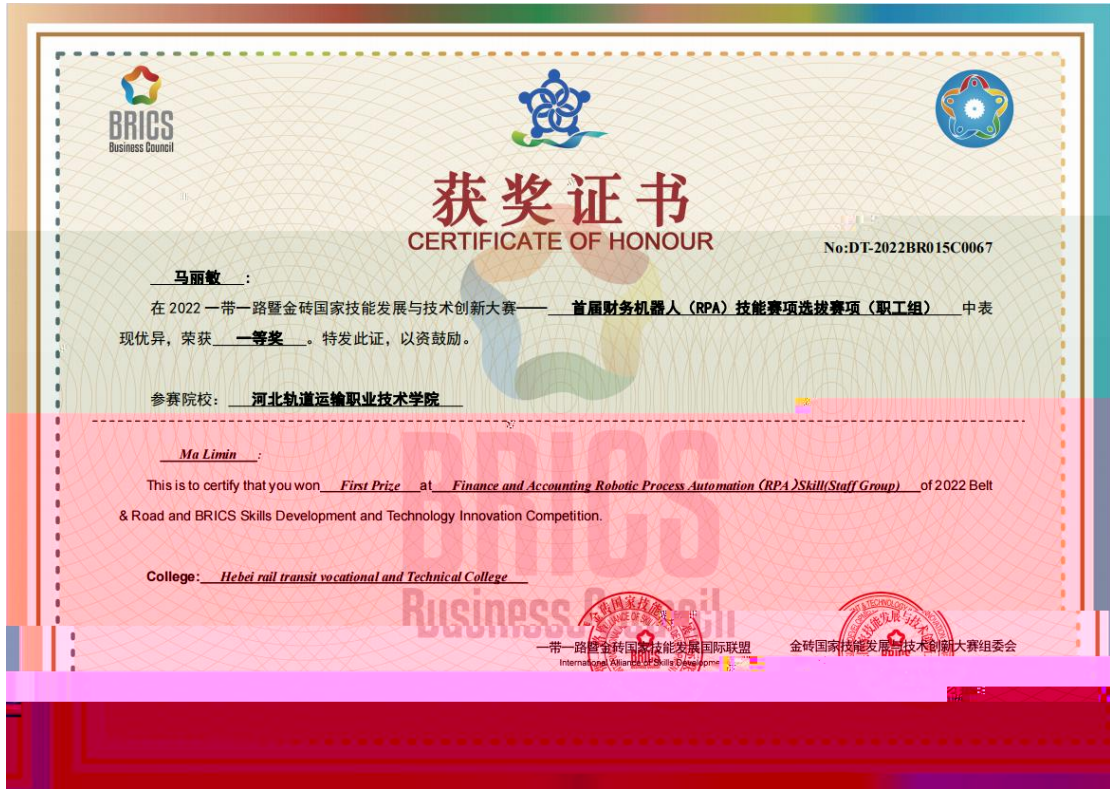 BRICS
Business Council
获奖证书
CERTIFICATE OF HONOUR
No:DT-2022BR015C0067
马丽敏：
在 2022 一带一路暨金砖国家技能发展与技术创新大赛——首届财务机器人（RPA）技能赛项选拔赛项（职工组）中表
现优异，荣获一等奖。特发此证，以资鼓励。
参赛院校：河北轨道运输职业技术学院
Ma Limin:
This is to certify that you won First Prize at Finance and Accounting Robotic Process Automation (RPA)Skill(Staff Group) of 2022 Belt
& Road and BRICS Skills Development and Technology Innovation Competition.
College: Hebei rail transit vocational and Technical College
BRICS
Business Council
一带一路暨金砖国家技能发展国际联盟
金砖国家技能发展与技术创新大赛组委会
International Alliance of Skills